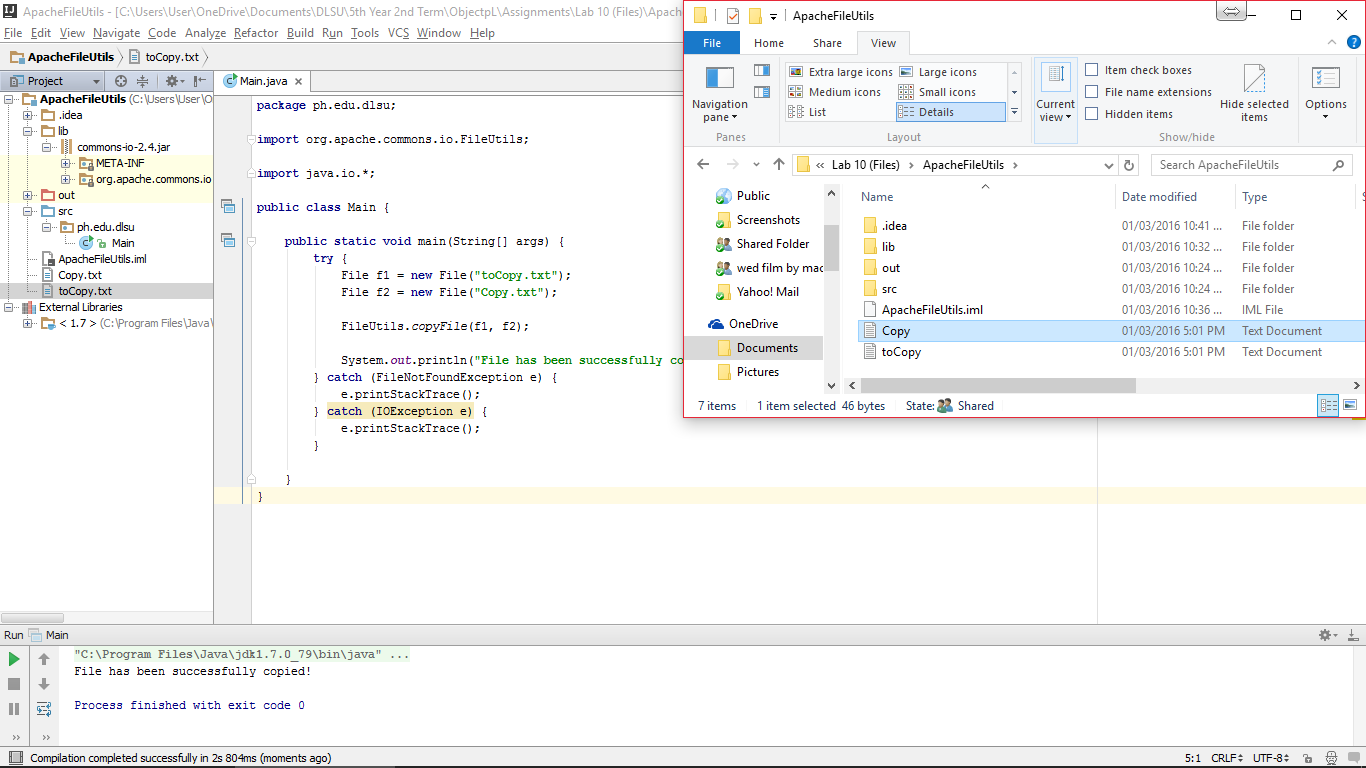 ApacheFileUtils - [C:\Users\User\OneDrive\Documents\DLSU\5th Year 2nd Term\ObjectpL\Assignments\Lab 10 (Files)\Apach
File Edit View Navigate Code Analyze Refactor Build Run Tools VCS Window Help
ApacheFileUtils toCopy.txt
Project
Main.java
ApacheFileUtils (C:\Users\User\O
.idea
lib
commons-io-2.4.jar
META-INF
org.apache.commons.io
out
src
ph.edu.dlsu
Main
ApacheFileUtils.iml
Copy.txt
toCopy.txt
External Libraries
< 1.7 > (C:\Program Files\Java\
package ph.edu.dlsu;
import org.apache.commons.io.FileUtils;
import java.io.*;
public class Main {
public static void main(String[] args) {
try {
File f1 = new File("toCopy.txt");
File f2 = new File("Copy.txt");
FileUtils.copyFile(f1, f2);
System.out.println("File has been successfully co
} catch (FileNotFoundException e) {
e.printStackTrace();
} catch (IOException e) {
e.printStackTrace();
}
}
}
ApacheFileUtils
File Home Share View
Navigation pane
Panes
Extra large icons Large icons
Medium icons Small icons
List Details
Layout
Current view
Item check boxes
File name extensions
Hidden items
Hide selected items
Show/hide
Options
« Lab 10 (Files) > ApacheFileUtils >
Search ApacheFileUtils
Public
Screenshots
Shared Folder
wed film by mac
Yahoo! Mail
OneDrive
Documents
Pictures
Name Date modified Type
.idea 01/03/2016 10:41 ... File folder
lib 01/03/2016 10:32 ... File folder
out 01/03/2016 10:24 ... File folder
src 01/03/2016 10:24 ... File folder
ApacheFileUtils.iml 01/03/2016 10:36 ... IML File
Copy 01/03/2016 5:01 PM Text Document
toCopy 01/03/2016 5:01 PM Text Document
7 items 1 item selected 46 bytes State: Shared
Run Main
"C:\Program Files\Java\jdk1.7.0_79\bin\java" ...
File has been successfully copied!
Process finished with exit code 0
Compilation completed successfully in 2s 804ms (moments ago)
5:1 CRLF UTF-8